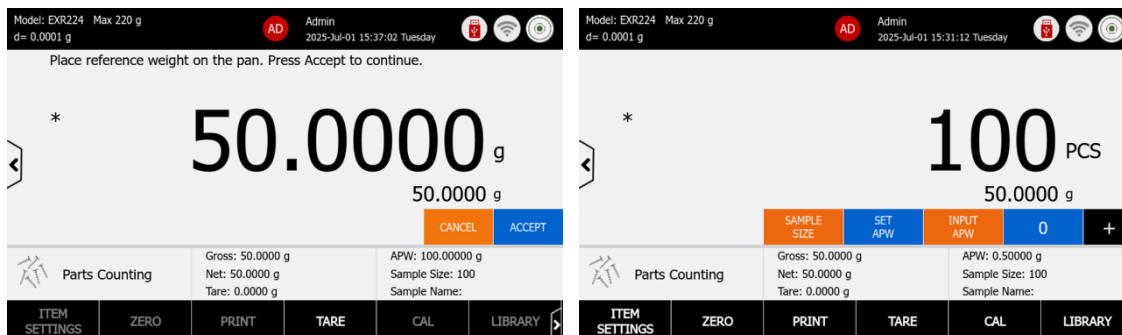 Model: EXR224 Max 220 g
d= 0.0001 g
AD
Admin
2025-Jul-01 15:37:02 Tuesday
Place reference weight on the pan. Press Accept to continue.
*
50.0000 g
50.0000 g
CANCEL
ACCEPT
Parts Counting
Gross: 50.0000 g
Net: 50.0000 g
Tare: 0.0000 g
APW: 100.00000 g
Sample Size: 100
Sample Name:
ITEM
SETTINGS
ZERO
PRINT
TARE
CAL
LIBRARY
Model: EXR224 Max 220 g
d= 0.0001 g
AD
Admin
2025-Jul-01 15:31:12 Tuesday
*
100 PCS
50.0000 g
SAMPLE
SIZE
SET
APW
INPUT
APW
0
+
Parts Counting
Gross: 50.0000 g
Net: 50.0000 g
Tare: 0.0000 g
APW: 0.50000 g
Sample Size: 100
Sample Name:
ITEM
SETTINGS
ZERO
PRINT
TARE
CAL
LIBRARY